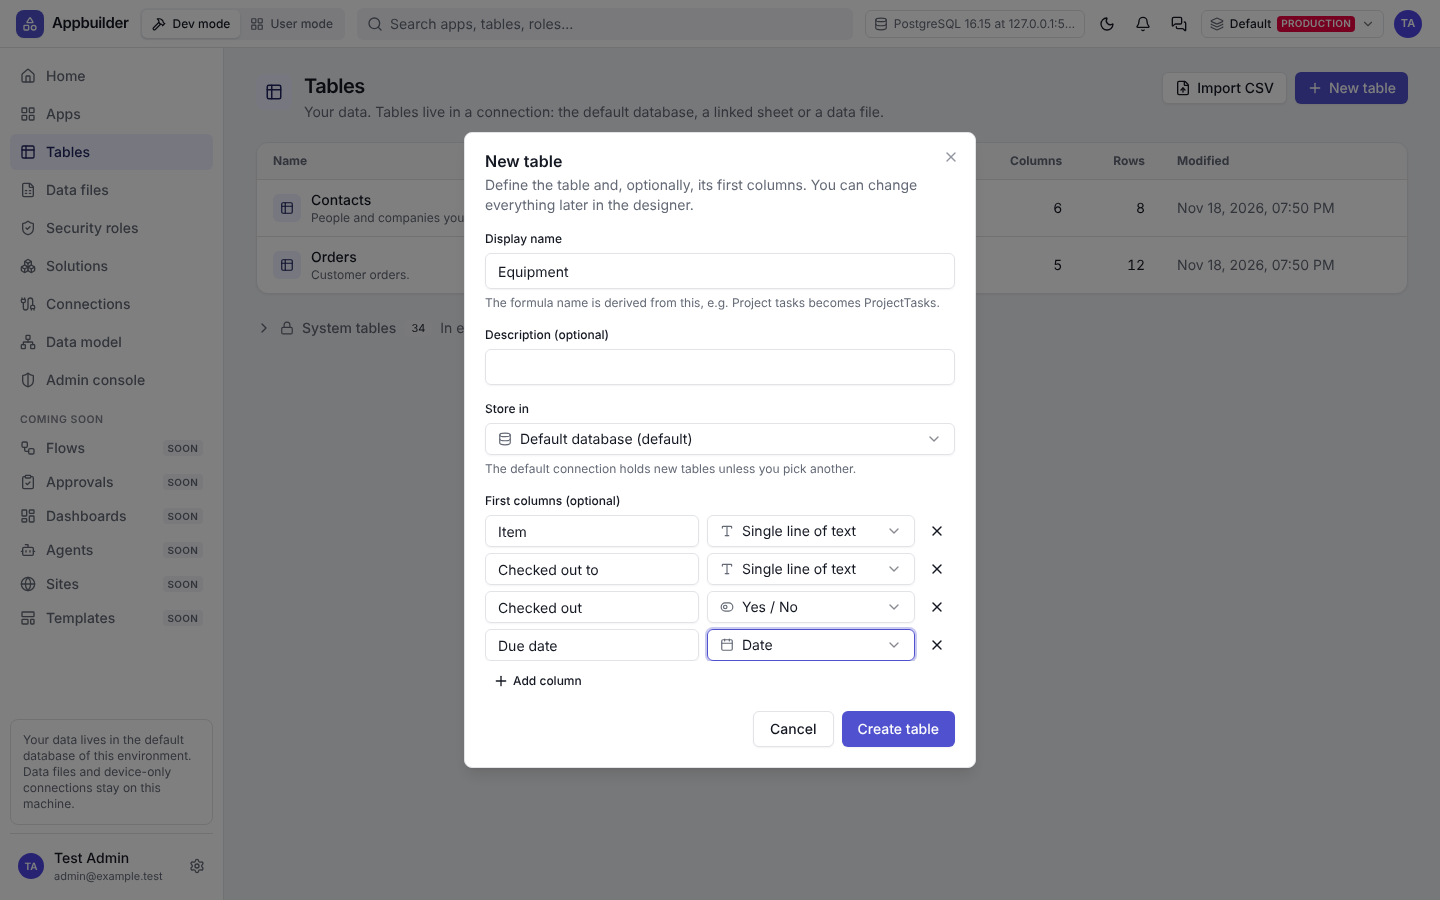 Appbuilder
Dev mode
User mode
Search apps, tables, roles...
PostgreSQL 16.15 at 127.0.0.1:5...
Default PRODUCTION
TA
Home
Apps
Tables
Data files
Security roles
Solutions
Connections
Data model
Admin console
COMING SOON
Flows SOON
Approvals SOON
Dashboards SOON
Agents SOON
Sites SOON
Templates SOON
Your data lives in the default
database of this environment.
Data files and device-only
connections stay on this
machine.
TA
Test Admin
admin@example.test
Tables
Your data. Tables live in a connection: the default database, a linked sheet or a data file.
Import CSV
New table
Name Columns Rows Modified
Contacts 6 8 Nov 18, 2026, 07:50 PM
People and companies you
Orders 5 12 Nov 18, 2026, 07:50 PM
Customer orders.
System tables 34 In e
New table
Define the table and, optionally, its first columns. You can change
everything later in the designer.
Display name
Equipment
The formula name is derived from this, e.g. Project tasks becomes ProjectTasks.
Description (optional)
Store in
Default database (default)
The default connection holds new tables unless you pick another.
First columns (optional)
Item Single line of text
Checked out to Single line of text
Checked out Yes / No
Due date Date
Add column
Cancel
Create table